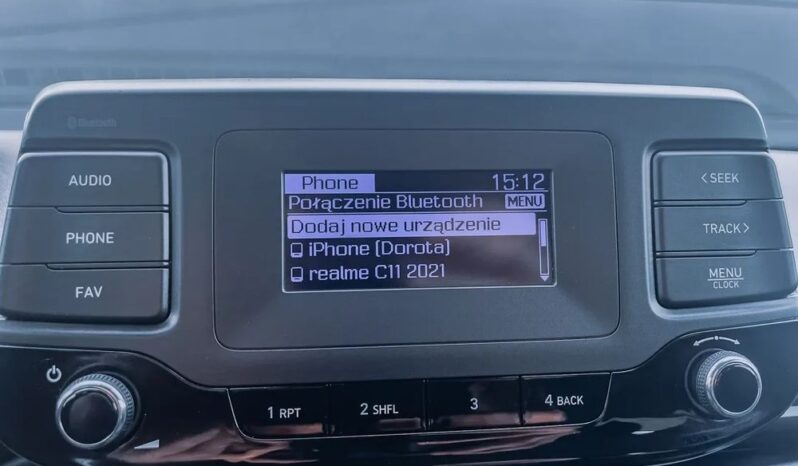 Bluetooth
AUDIO
PHONE
FAV
Phone 15:12
Połączenie Bluetooth MENU
Dodaj nowe urządzenie
iPhone (Dorota)
realme C11 2021
< SEEK
TRACK >
MENU
CLOCK
1 RPT
2 SHFL
3
4 BACK